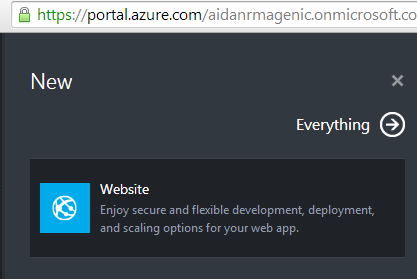 https://portal.azure.com/aidanrmagenic.onmicrosoft.co
New
Everything
Website
Enjoy secure and flexible development, deployment,
and scaling options for your web app.